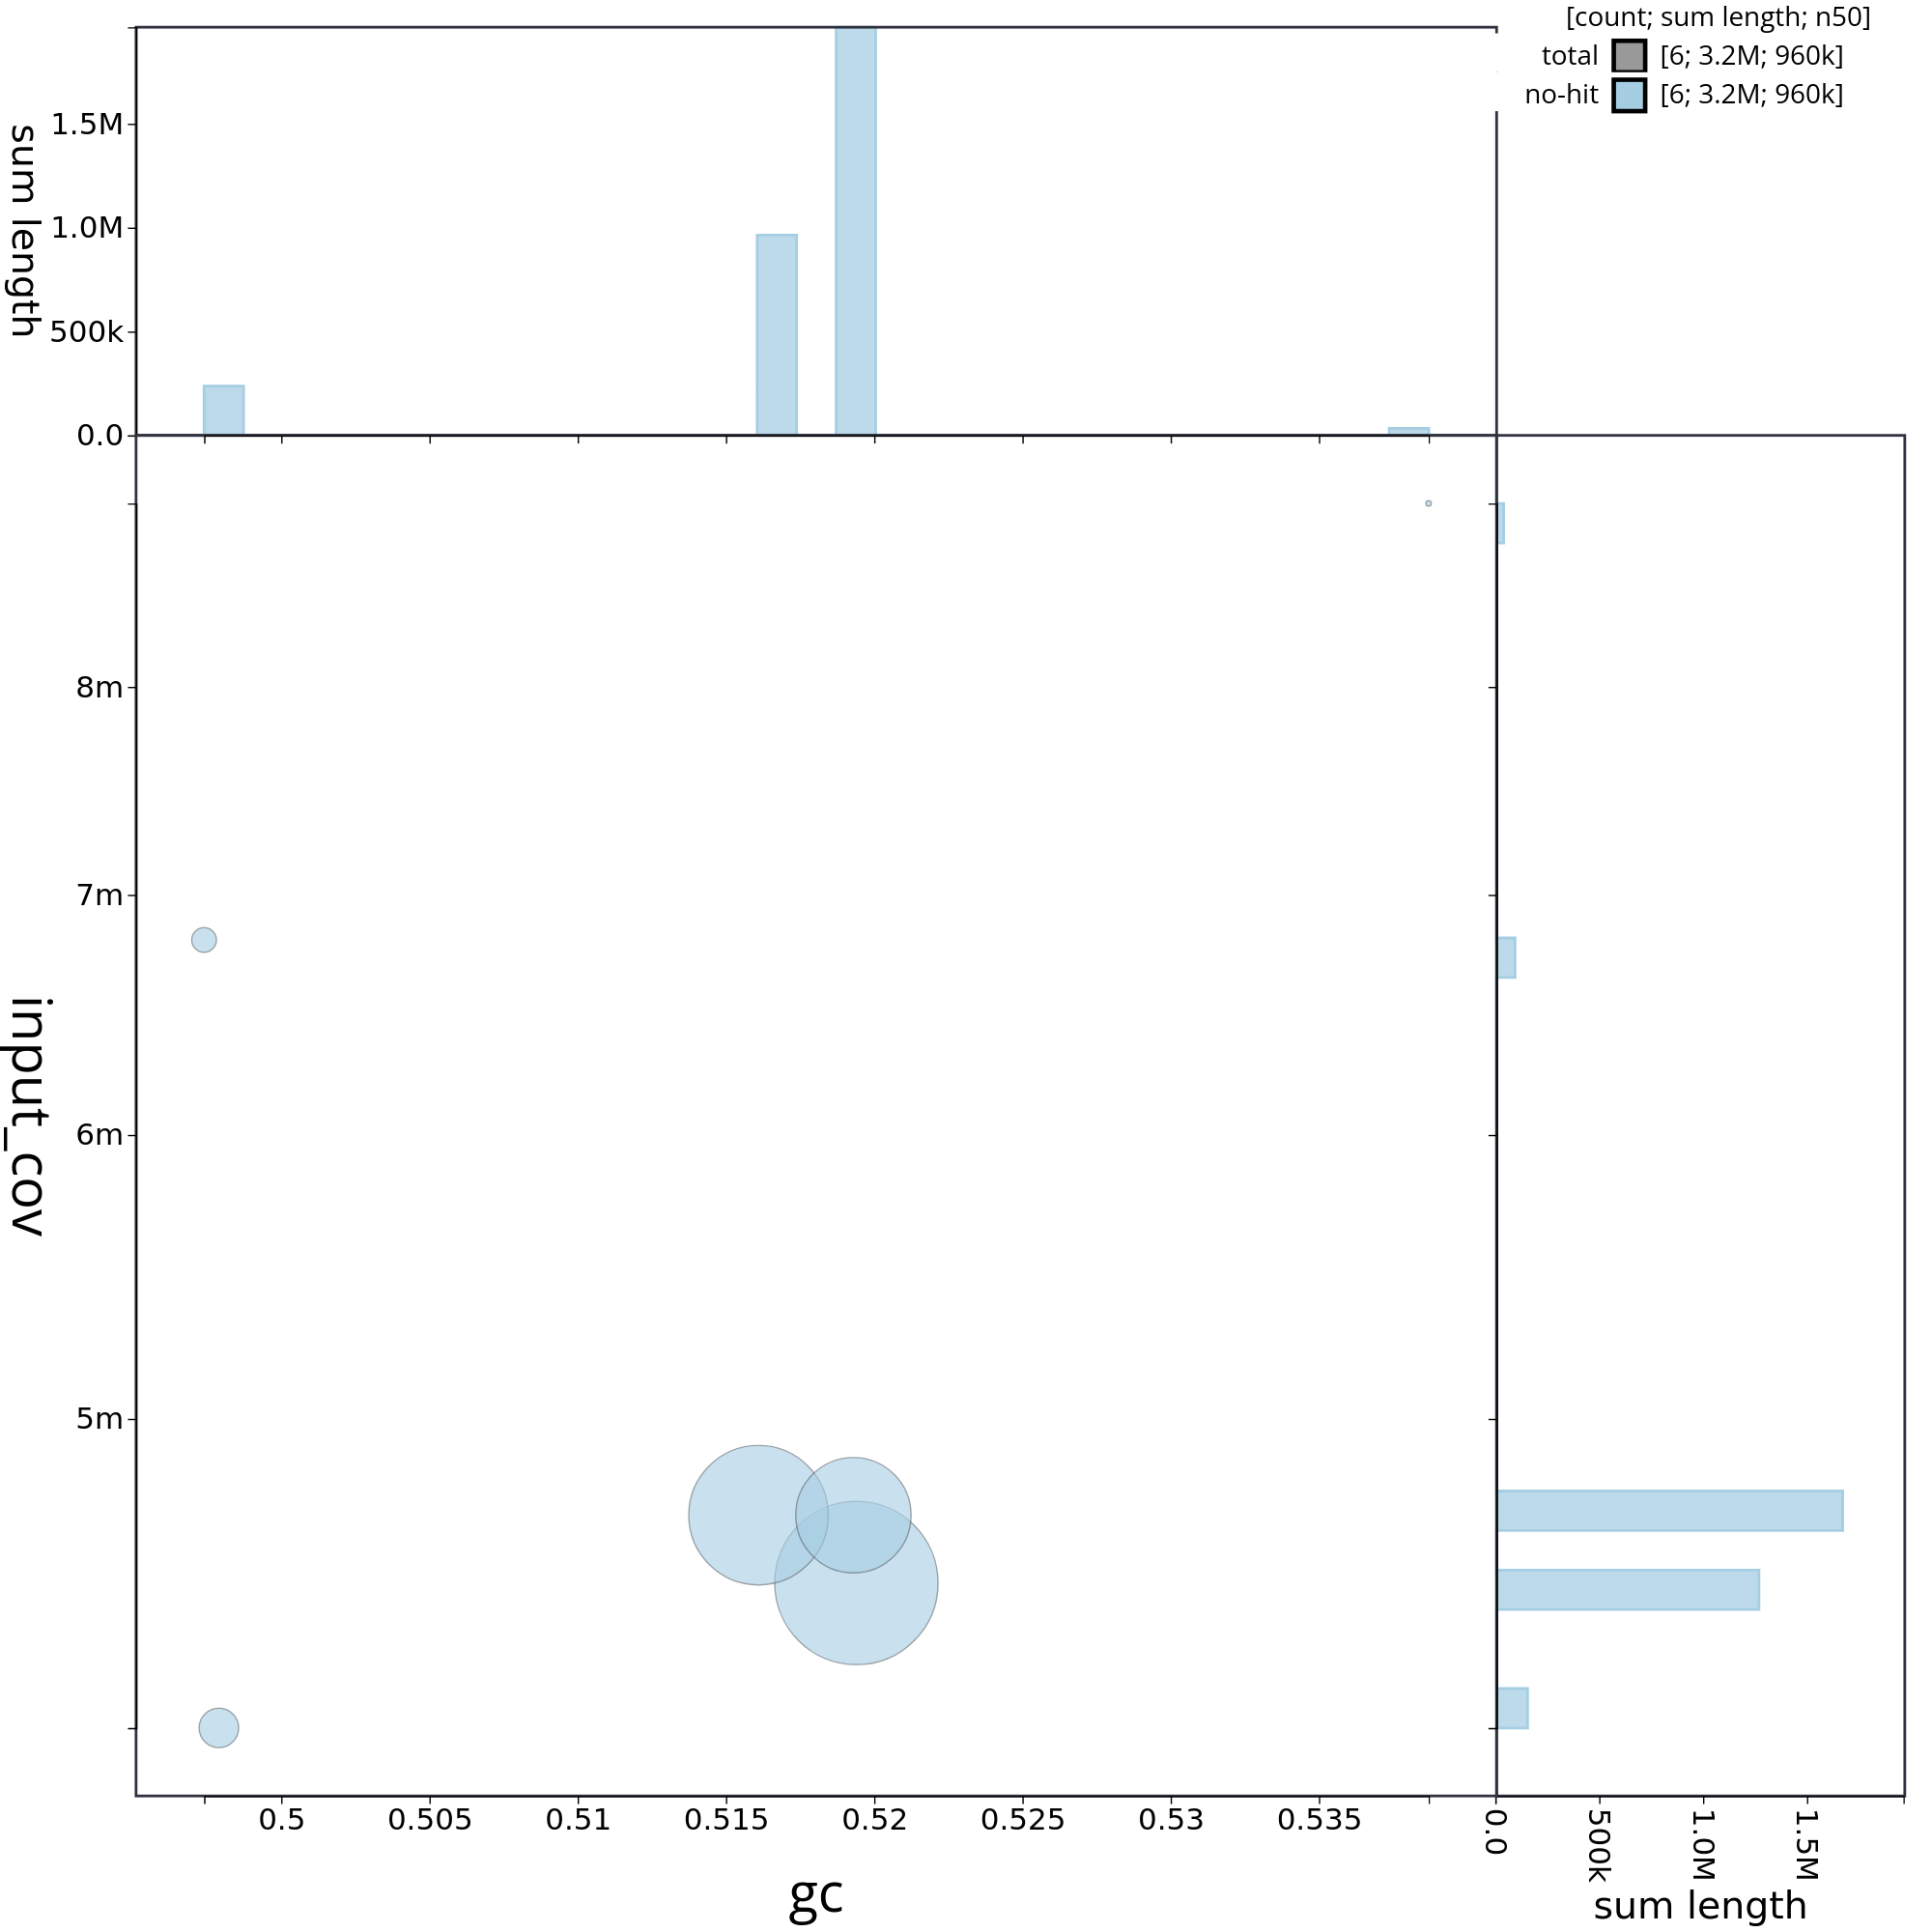 [count; sum length; n50]
total [6; 3.2M; 960k]
no-hit [6; 3.2M; 960k]
sum length
1.5M
1.0M
500k
0.0
input_cov
8m
7m
6m
5m
0.5 0.505 0.51 0.515 0.52 0.525 0.53 0.535
gc
0.0 500k 1.0M 1.5M
sum length